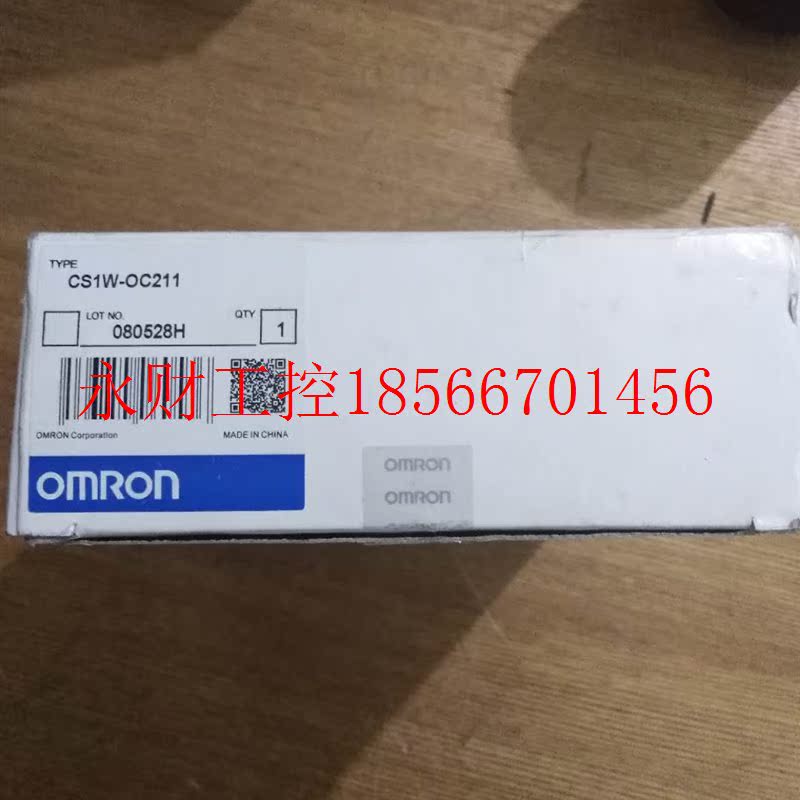 TYPE
CS1W-OC211
LOT NO.
080528H
QTY
1
永财工控18566701456
OMRON Corporation
MADE IN CHINA
OMRON
OMRON
OMRON